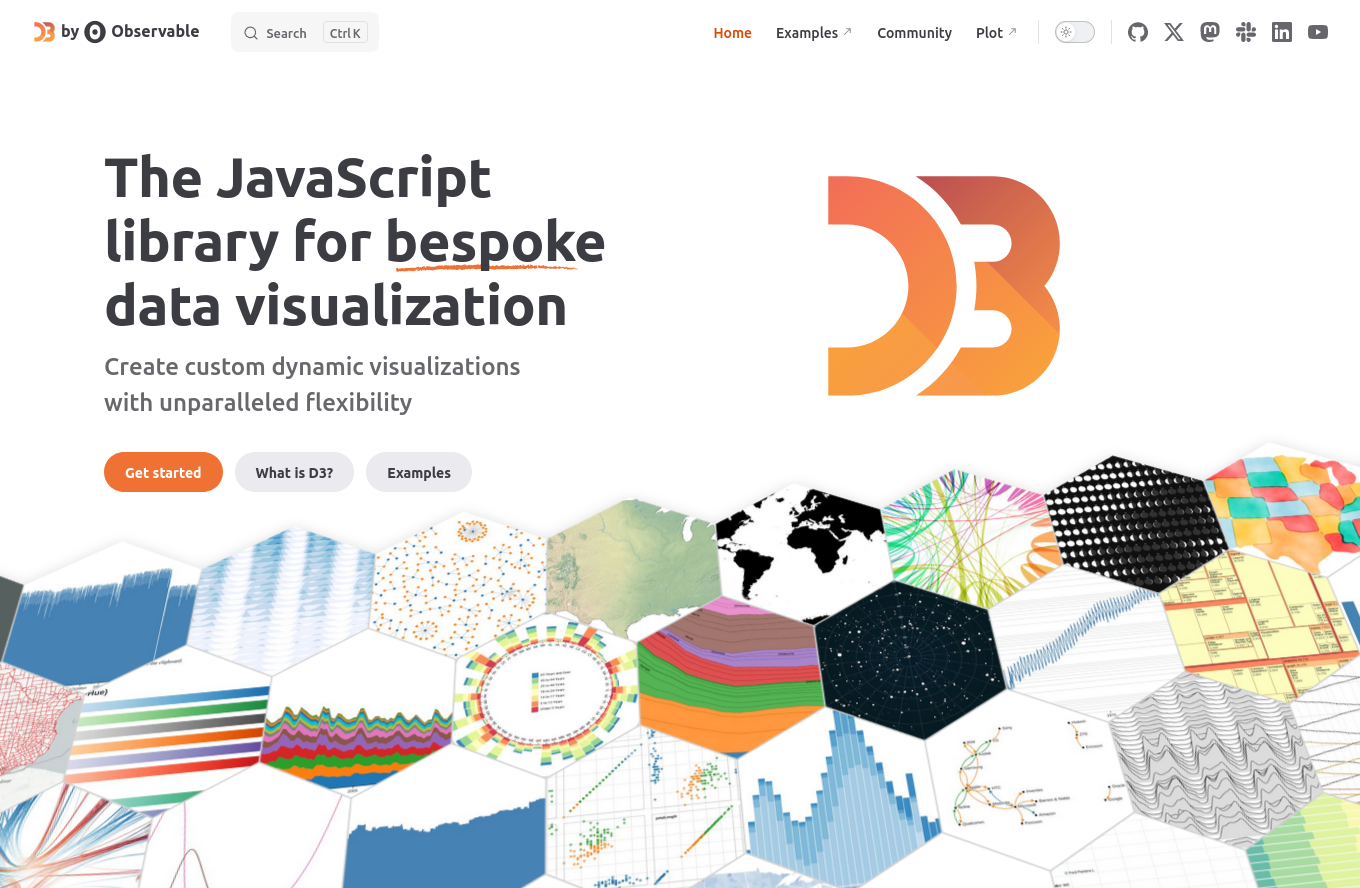 D3 by Observable
Search Ctrl K
Home Examples Community Plot
The JavaScript
library for bespoke
data visualization
Create custom dynamic visualizations
with unparalleled flexibility
Get started What is D3? Examples
D3